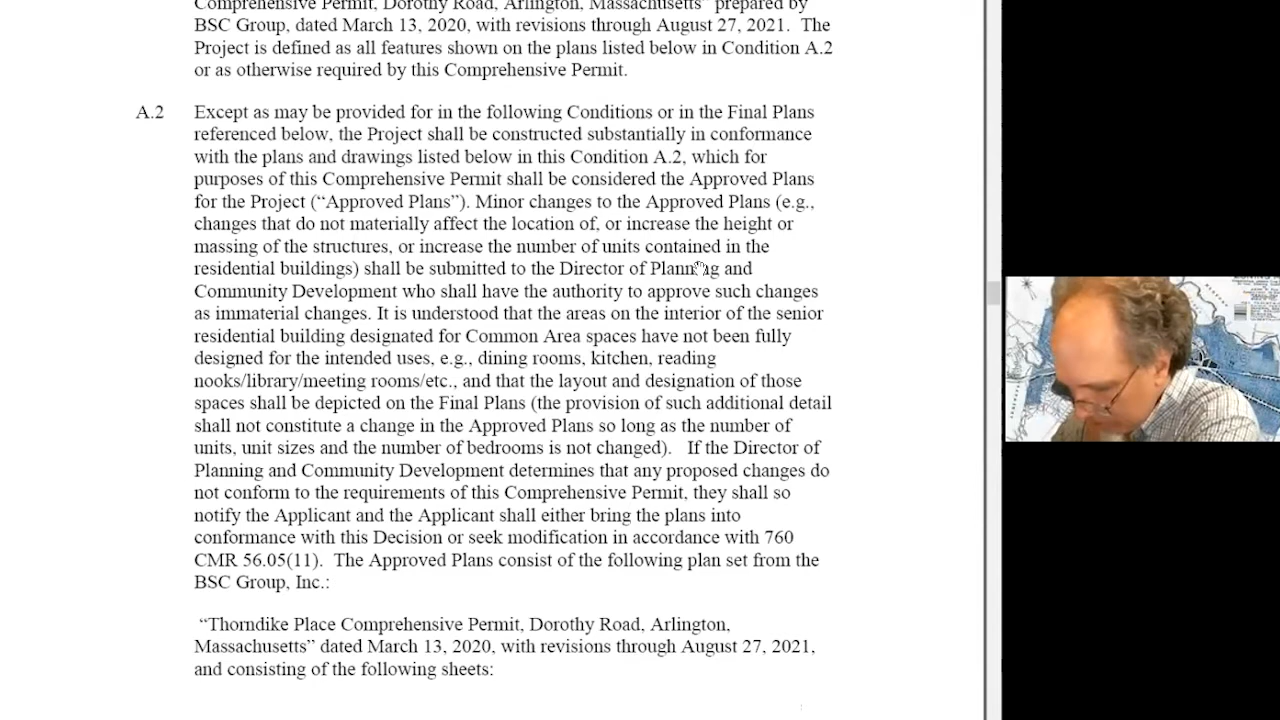 Comprehensive Permit, Dorothy Road, Arlington, Massachusetts” prepared by
BSC Group, dated March 13, 2020, with revisions through August 27, 2021.  The
Project is defined as all features shown on the plans listed below in Condition A.2
or as otherwise required by this Comprehensive Permit.
A.2 Except as may be provided for in the following Conditions or in the Final Plans
referenced below, the Project shall be constructed substantially in conformance
with the plans and drawings listed below in this Condition A.2, which for
purposes of this Comprehensive Permit shall be considered the Approved Plans
for the Project (“Approved Plans”). Minor changes to the Approved Plans (e.g.,
changes that do not materially affect the location of, or increase the height or
massing of the structures, or increase the number of units contained in the
residential buildings) shall be submitted to the Director of Planning and
Community Development who shall have the authority to approve such changes
as immaterial changes. It is understood that the areas on the interior of the senior
residential building designated for Common Area spaces have not been fully
designed for the intended uses, e.g., dining rooms, kitchen, reading
nooks/library/meeting rooms/etc., and that the layout and designation of those
spaces shall be depicted on the Final Plans (the provision of such additional detail
shall not constitute a change in the Approved Plans so long as the number of
units, unit sizes and the number of bedrooms is not changed).   If the Director of
Planning and Community Development determines that any proposed changes do
not conform to the requirements of this Comprehensive Permit, they shall so
notify the Applicant and the Applicant shall either bring the plans into
conformance with this Decision or seek modification in accordance with 760
CMR 56.05(11).  The Approved Plans consist of the following plan set from the
BSC Group, Inc.:
“Thorndike Place Comprehensive Permit, Dorothy Road, Arlington,
Massachusetts” dated March 13, 2020, with revisions through August 27, 2021,
and consisting of the following sheets: